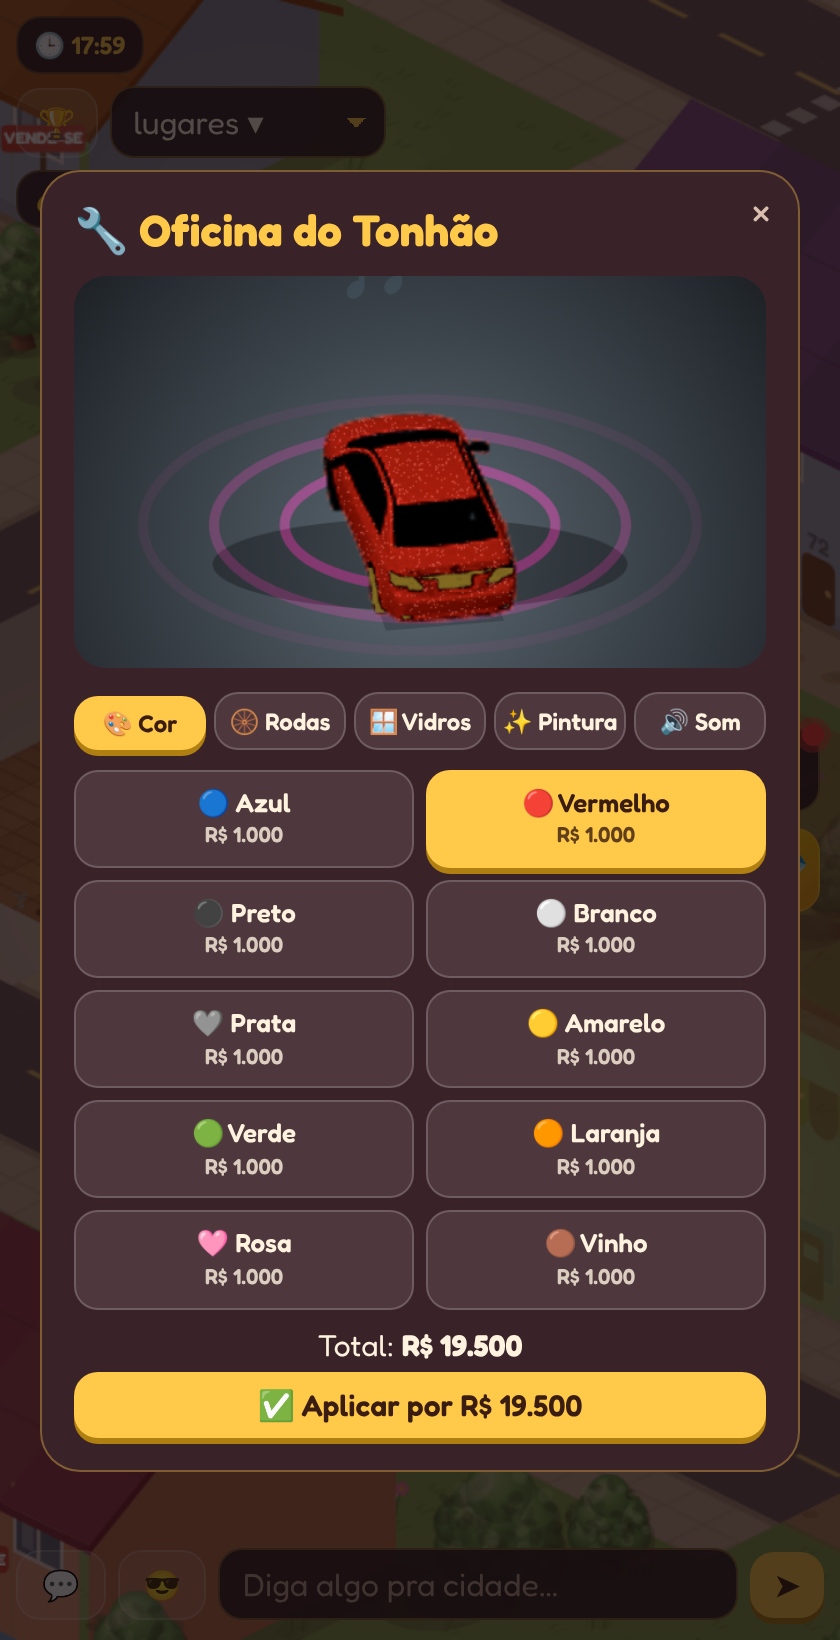 🕒 17:59
lugares ▼
VENDE-SE
🔧 Oficina do Tonhão
×
72
🎨 Cor
Rodas
🪟 Vidros
✨ Pintura
🔊 Som
🔵 Azul
R$ 1.000
🔴 Vermelho
R$ 1.000
⚫ Preto
R$ 1.000
⚪ Branco
R$ 1.000
🩶 Prata
R$ 1.000
🟡 Amarelo
R$ 1.000
🟢 Verde
R$ 1.000
🟠 Laranja
R$ 1.000
🩷 Rosa
R$ 1.000
🟤 Vinho
R$ 1.000
Total: R$ 19.500
✅ Aplicar por R$ 19.500
Diga algo pra cidade...